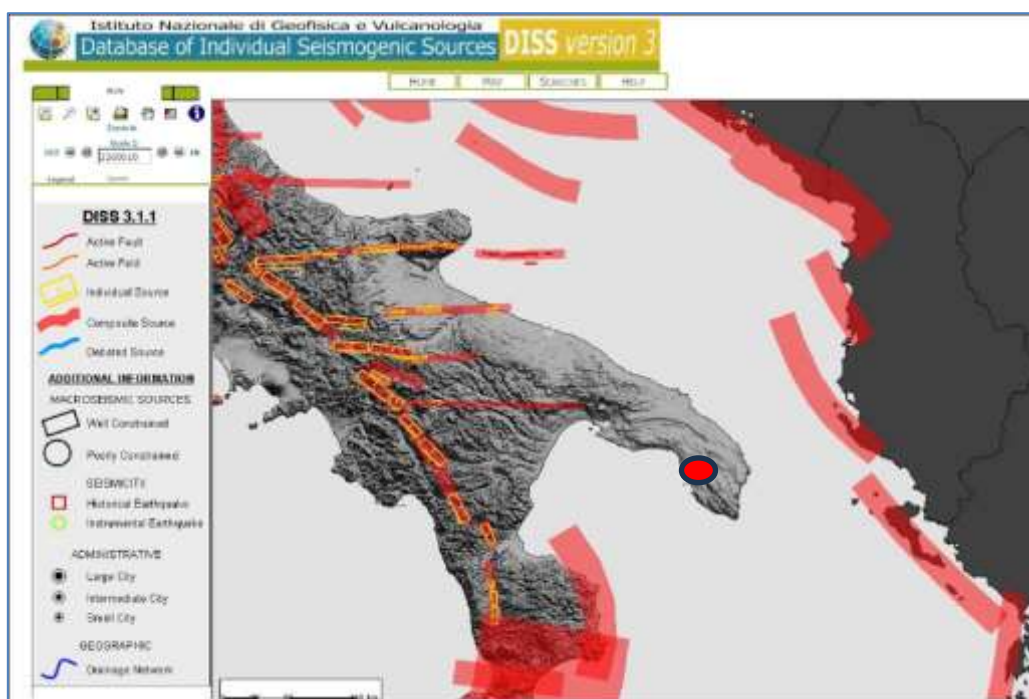 Istituto Nazionale di Geofisica e Vulcanologia
Database of Individual Seismogenic Sources DISS version 3
HOME MAP SEARCHES HELP
Legend
DISS 3.1.1
Active Fault
Active Fold
Individual Source
Composite Source
Debated Source
ADDITIONAL INFORMATION
MACROSEISMIC SOURCES
Well Constrained
Poorly Constrained
SEISMICITY
Historical Earthquake
Instrumental Earthquake
ADMINISTRATIVE
Large City
Intermediate City
Small City
GEOGRAPHIC
Drainage Network